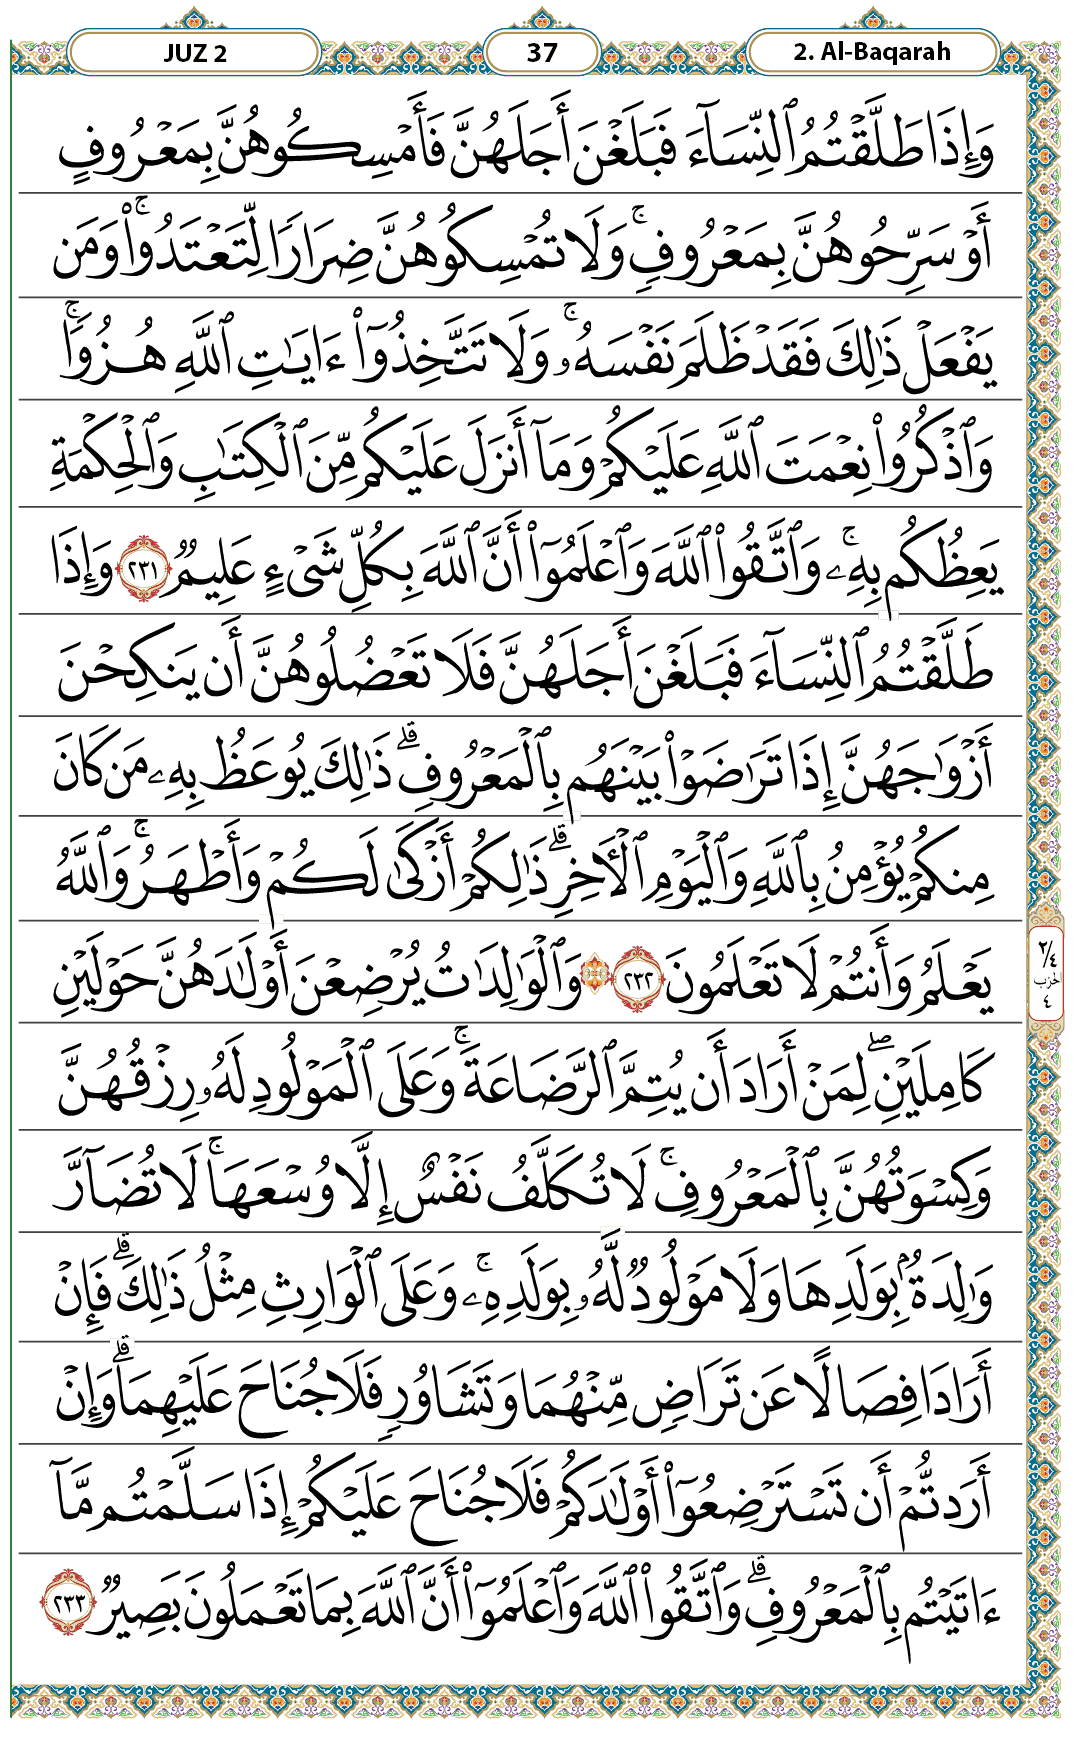 JUZ 2
37
2. Al-Baqarah
وَإِذَا طَلَّقْتُمُ ٱلنِّسَآءَ فَبَلَغْنَ أَجَلَهُنَّ فَأَمْسِكُوهُنَّ بِمَعْرُوفٍ
أَوْ سَرِّحُوهُنَّ بِمَعْرُوفٍۚ وَلَا تُمْسِكُوهُنَّ ضِرَارًا لِّتَعْتَدُوا۟ۚ وَمَن
يَفْعَلْ ذَٰلِكَ فَقَدْ ظَلَمَ نَفْسَهُۥۚ وَلَا تَتَّخِذُوٓا۟ ءَايَٰتِ ٱللَّهِ هُزُوًاۚ
وَٱذْكُرُوا۟ نِعْمَتَ ٱللَّهِ عَلَيْكُمْ وَمَآ أَنزَلَ عَلَيْكُم مِّنَ ٱلْكِتَٰبِ وَٱلْحِكْمَةِ
يَعِظُكُم بِهِۦۚ وَٱتَّقُوا۟ ٱللَّهَ وَٱعْلَمُوٓا۟ أَنَّ ٱللَّهَ بِكُلِّ شَىْءٍ عَلِيمٌ ٢٣١ وَإِذَا
طَلَّقْتُمُ ٱلنِّسَآءَ فَبَلَغْنَ أَجَلَهُنَّ فَلَا تَعْضُلُوهُنَّ أَن يَنكِحْنَ
أَزْوَٰجَهُنَّ إِذَا تَرَٰضَوْا۟ بَيْنَهُم بِٱلْمَعْرُوفِۗ ذَٰلِكَ يُوعَظُ بِهِۦ مَن كَانَ
مِنكُمْ يُؤْمِنُ بِٱللَّهِ وَٱلْيَوْمِ ٱلْأَخِرِۗ ذَٰلِكُمْ أَزْكَىٰ لَكُمْ وَأَطْهَرُۚ وَٱللَّهُ
يَعْلَمُ وَأَنتُمْ لَا تَعْلَمُونَ ٢٣٢ وَٱلْوَٰلِدَٰتُ يُرْضِعْنَ أَوْلَٰدَهُنَّ حَوْلَيْنِ
٢/٤
الحزب
٤
كَامِلَيْنِۖ لِمَنْ أَرَادَ أَن يُتِمَّ ٱلرَّضَاعَةَۚ وَعَلَى ٱلْمَوْلُودِ لَهُۥ رِزْقُهُنَّ
وَكِسْوَتُهُنَّ بِٱلْمَعْرُوفِۚ لَا تُكَلَّفُ نَفْسٌ إِلَّا وُسْعَهَاۚ لَا تُضَآرَّ
وَٰلِدَةُۢ بِوَلَدِهَا وَلَا مَوْلُودٌ لَّهُۥ بِوَلَدِهِۦۚ وَعَلَى ٱلْوَارِثِ مِثْلُ ذَٰلِكَۗ فَإِنْ
أَرَادَا فِصَالًا عَن تَرَاضٍ مِّنْهُمَا وَتَشَاوُرٍ فَلَا جُنَاحَ عَلَيْهِمَاۗ وَإِنْ
أَرَدتُّمْ أَن تَسْتَرْضِعُوٓا۟ أَوْلَٰدَكُمْ فَلَا جُنَاحَ عَلَيْكُمْ إِذَا سَلَّمْتُم مَّآ
ءَاتَيْتُم بِٱلْمَعْرُوفِۗ وَٱتَّقُوا۟ ٱللَّهَ وَٱعْلَمُوٓا۟ أَنَّ ٱللَّهَ بِمَا تَعْمَلُونَ بَصِيرٌ ٢٣٣